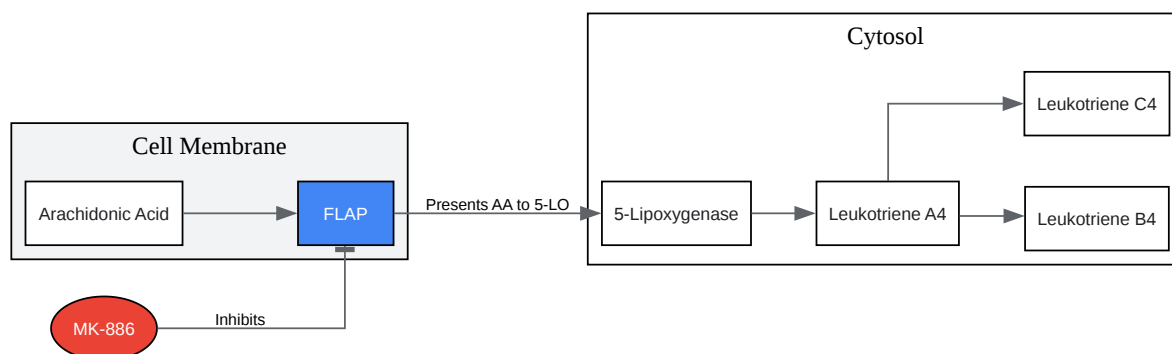 Cytosol
Leukotriene C4
Cell Membrane
Arachidonic Acid
FLAP
Presents AA to 5-LO
5-Lipoxygenase
Leukotriene A4
Leukotriene B4
MK-886
Inhibits